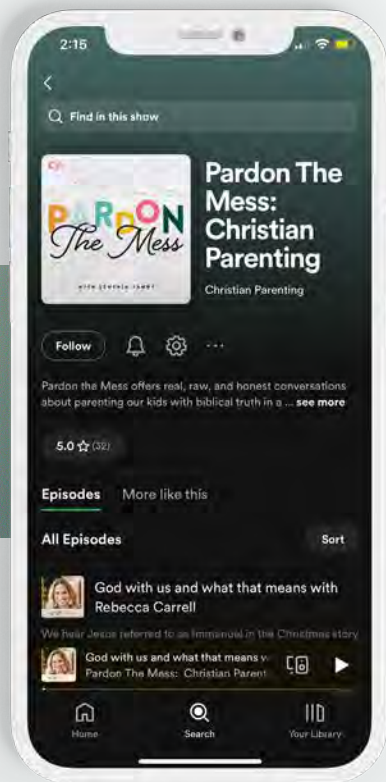 2:15
Find in this show
CP
PARDON
The Mess
WITH CYNTHIA YANOF
Pardon The
Mess:
Christian
Parenting
Christian Parenting
Follow
Pardon the Mess offers real, raw, and honest conversations
about parenting our kids with biblical truth in a ... see more
5.0 (32)
Episodes More like this
All Episodes Sort
God with us and what that means with
Rebecca Carrell
We hear Jesus referred to as Immanuel in the Christmas story
God with us and what that means w
Pardon The Mess: Christian Parent
Home Search Your Library